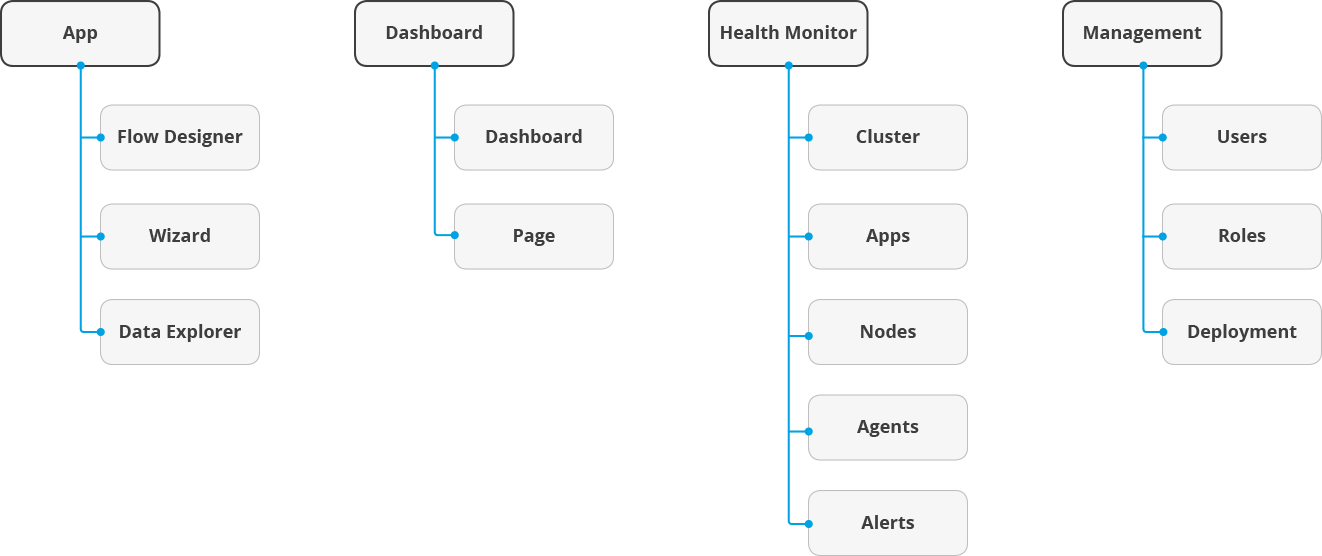 App
Flow Designer
Wizard
Data Explorer
Dashboard
Dashboard
Page
Health Monitor
Cluster
Apps
Nodes
Agents
Alerts
Management
Users
Roles
Deployment